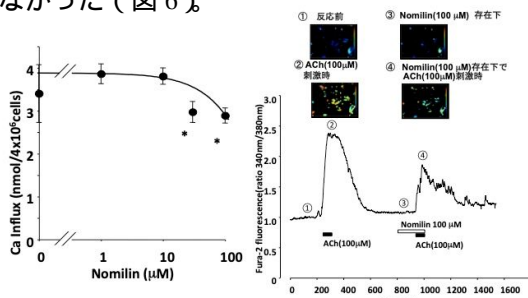 なかった（図6）。
① 反応前
② ACh(100μM)
刺激時
③ Nomilin(100 μM) 存在下
④ Nomilin(100 μM)存在下で
ACh(100μM)刺激時
Ca Influx (nmol/4x10⁶cells)
4
3
2
1
0
0 1 10 100
Nomilin (μM)
* *
Fura-2 fluorescence(ratio 340nm/380nm)
3.0
2.5
2.0
1.5
1.0
0.5
0.0
0 200 400 600 800 1000 1200 1400 1600
① ② ③ ④
Nomilin 100 μM
ACh(100μM) ACh(100μM)